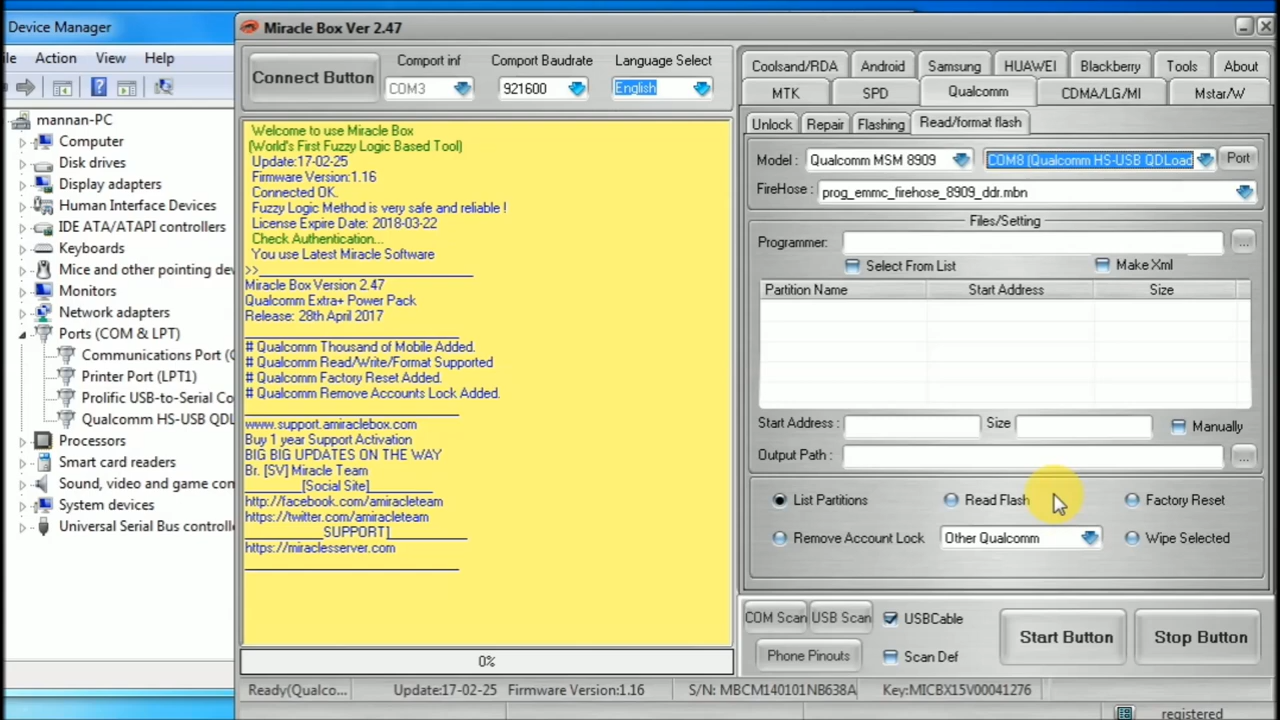 Device Manager
Action View Help
mannan-PC
Computer
Disk drives
Display adapters
Human Interface Devices
IDE ATA/ATAPI controllers
Keyboards
Mice and other pointing
Monitors
Network adapters
Ports (COM & LPT)
Communications Port
Printer Port (LPT1)
Prolific USB-to-Serial
Qualcomm HS-USB
Processors
Smart card readers
Sound, video and game
System devices
Universal Serial Bus
Miracle Box Ver 2.47
Connect Button
Comport inf
COM3
Comport Baudrate
921600
Language Select
English
Welcome to use Miracle Box
(World's First Fuzzy Logic Based Tool)
Update:17-02-25
Firmware Version:1.16
Connected OK.
Fuzzy Logic Method is very safe and reliable !
License Expire Date: 2018-03-22
Check Authentication...
You use Latest Miracle Software
>>
Miracle Box Version 2.47
Qualcomm Extra+ Power Pack
Release: 28th April 2017
# Qualcomm Thousand of Mobile Added.
# Qualcomm Read/Write/Format Supported
# Qualcomm Factory Reset Added.
# Qualcomm Remove Accounts Lock Added.
www.support.amiraclebox.com
Buy 1 year Support Activation
BIG BIG UPDATES ON THE WAY
Br. [SV] Miracle Team
[Social Site]
http://facebook.com/amiracleteam
https://twitter.com/amiracleteam
SUPPORT]
https://miraclesserver.com
0%
Coolsand/RDA Android Samsung HUAWEI Blackberry Tools About
MTK SPD Qualcomm CDMA/LG/MI Mstar/W
Unlock Repair Flashing Read/format flash
Model : Qualcomm MSM 8909 COM8 (Qualcomm HS-USB QDLoad Port
FireHose : prog_emmc_firehose_8909_ddr.mbn
Files/Setting
Programmer: ...
Select From List Make Xml
Partition Name Start Address Size
Start Address : Size Manually
Output Path : ...
List Partitions Read Flash Factory Reset
Remove Account Lock Other Qualcomm Wipe Selected
COM Scan USB Scan USBCable
Phone Pinouts Scan Def
Start Button Stop Button
Ready(Qualco... Update:17-02-25 Firmware Version:1.16 S/N: MBCM140101NB638A Key:MICBX15V00041276
registered